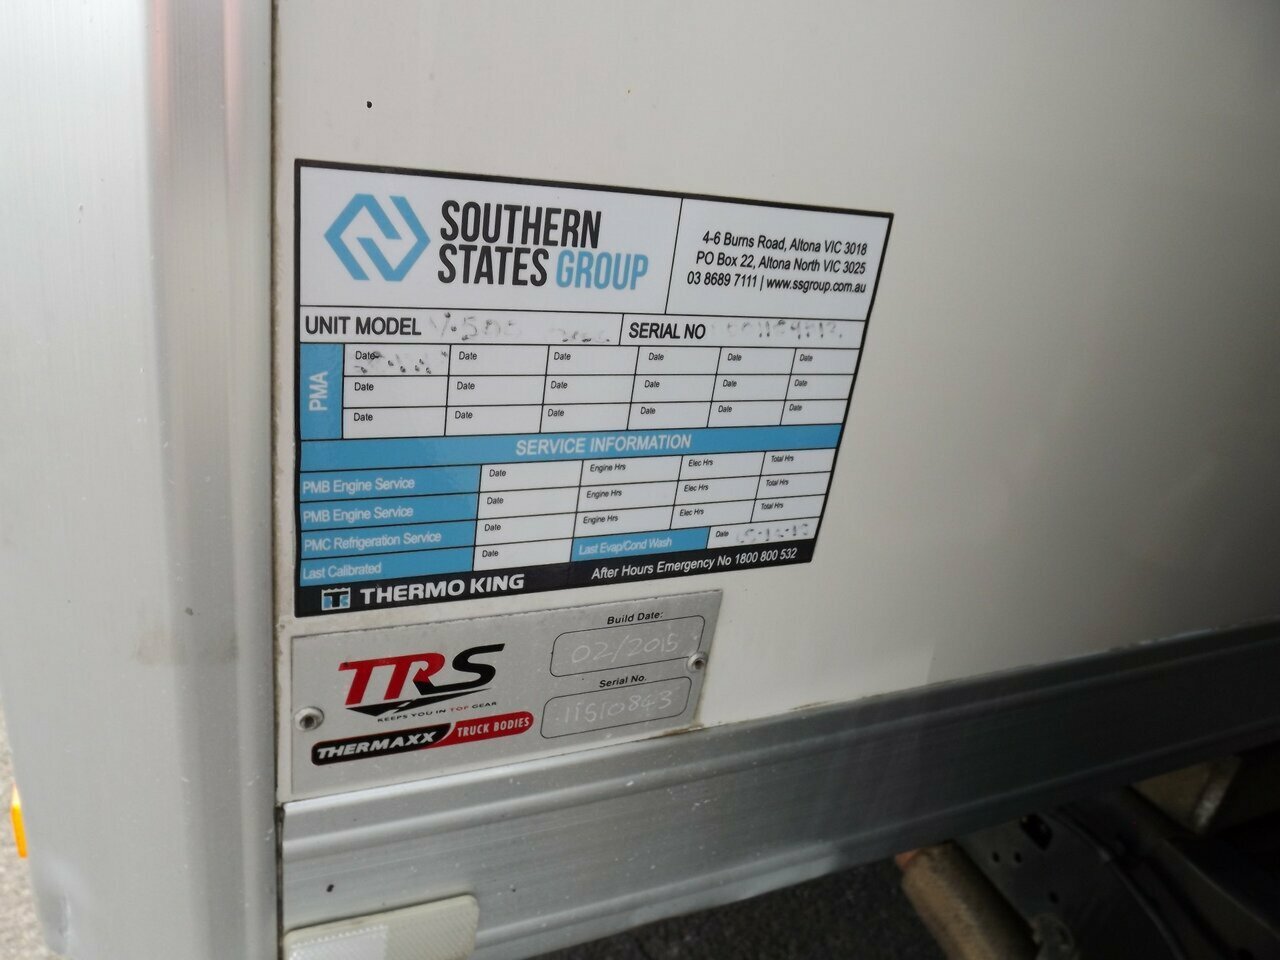 SOUTHERN
STATES GROUP
4-6 Burns Road, Altona VIC 3018
PO Box 22, Altona North VIC 3025
03 8689 7111 | www.ssgroup.com.au
UNIT MODEL V-500
SERIAL NO
PMA
Date Date Date Date Date Date
Date Date Date Date Date Date
Date Date Date Date Date Date
SERVICE INFORMATION
PMB Engine Service Date Engine Hrs Elec Hrs Total Hrs
PMB Engine Service Date Engine Hrs Elec Hrs Total Hrs
PMC Refrigeration Service Date Engine Hrs Elec Hrs Total Hrs
Last Calibrated Date Last Evap/Cond Wash Date
THERMO KING After Hours Emergency No 1800 800 532
TRS
KEEPS YOU IN TOP GEAR
THERMAXX TRUCK BODIES
Build Date:
02/2015
Serial No.
11510843